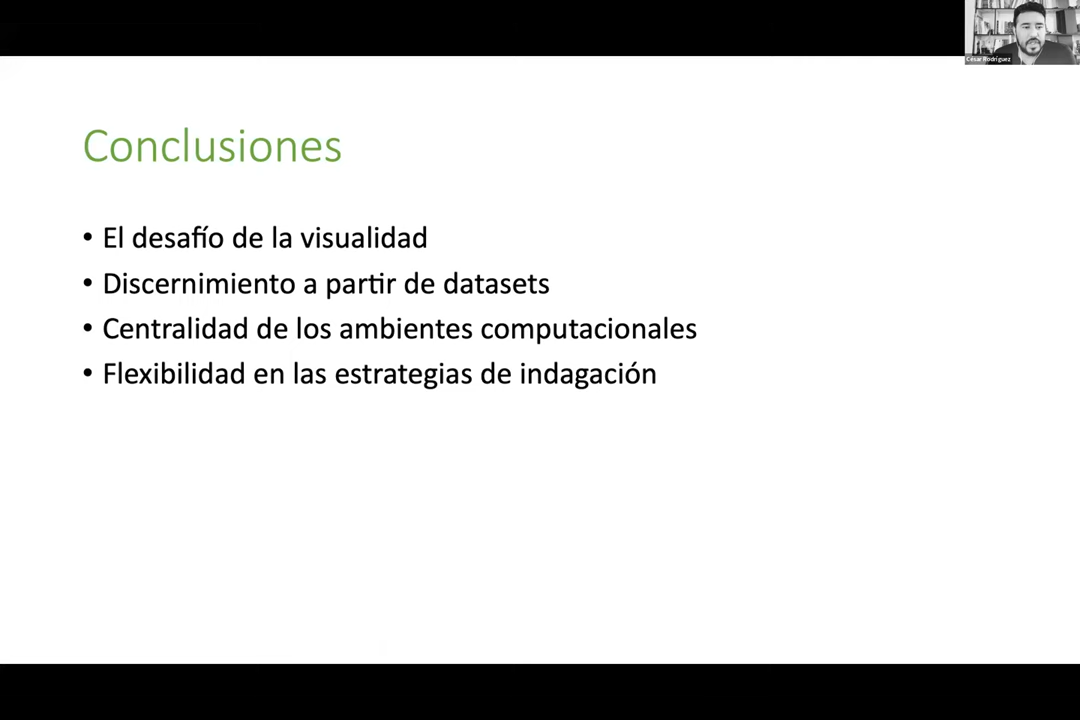 César Rodríguez
Conclusiones
• El desafío de la visualidad
• Discernimiento a partir de datasets
• Centralidad de los ambientes computacionales
• Flexibilidad en las estrategias de indagación